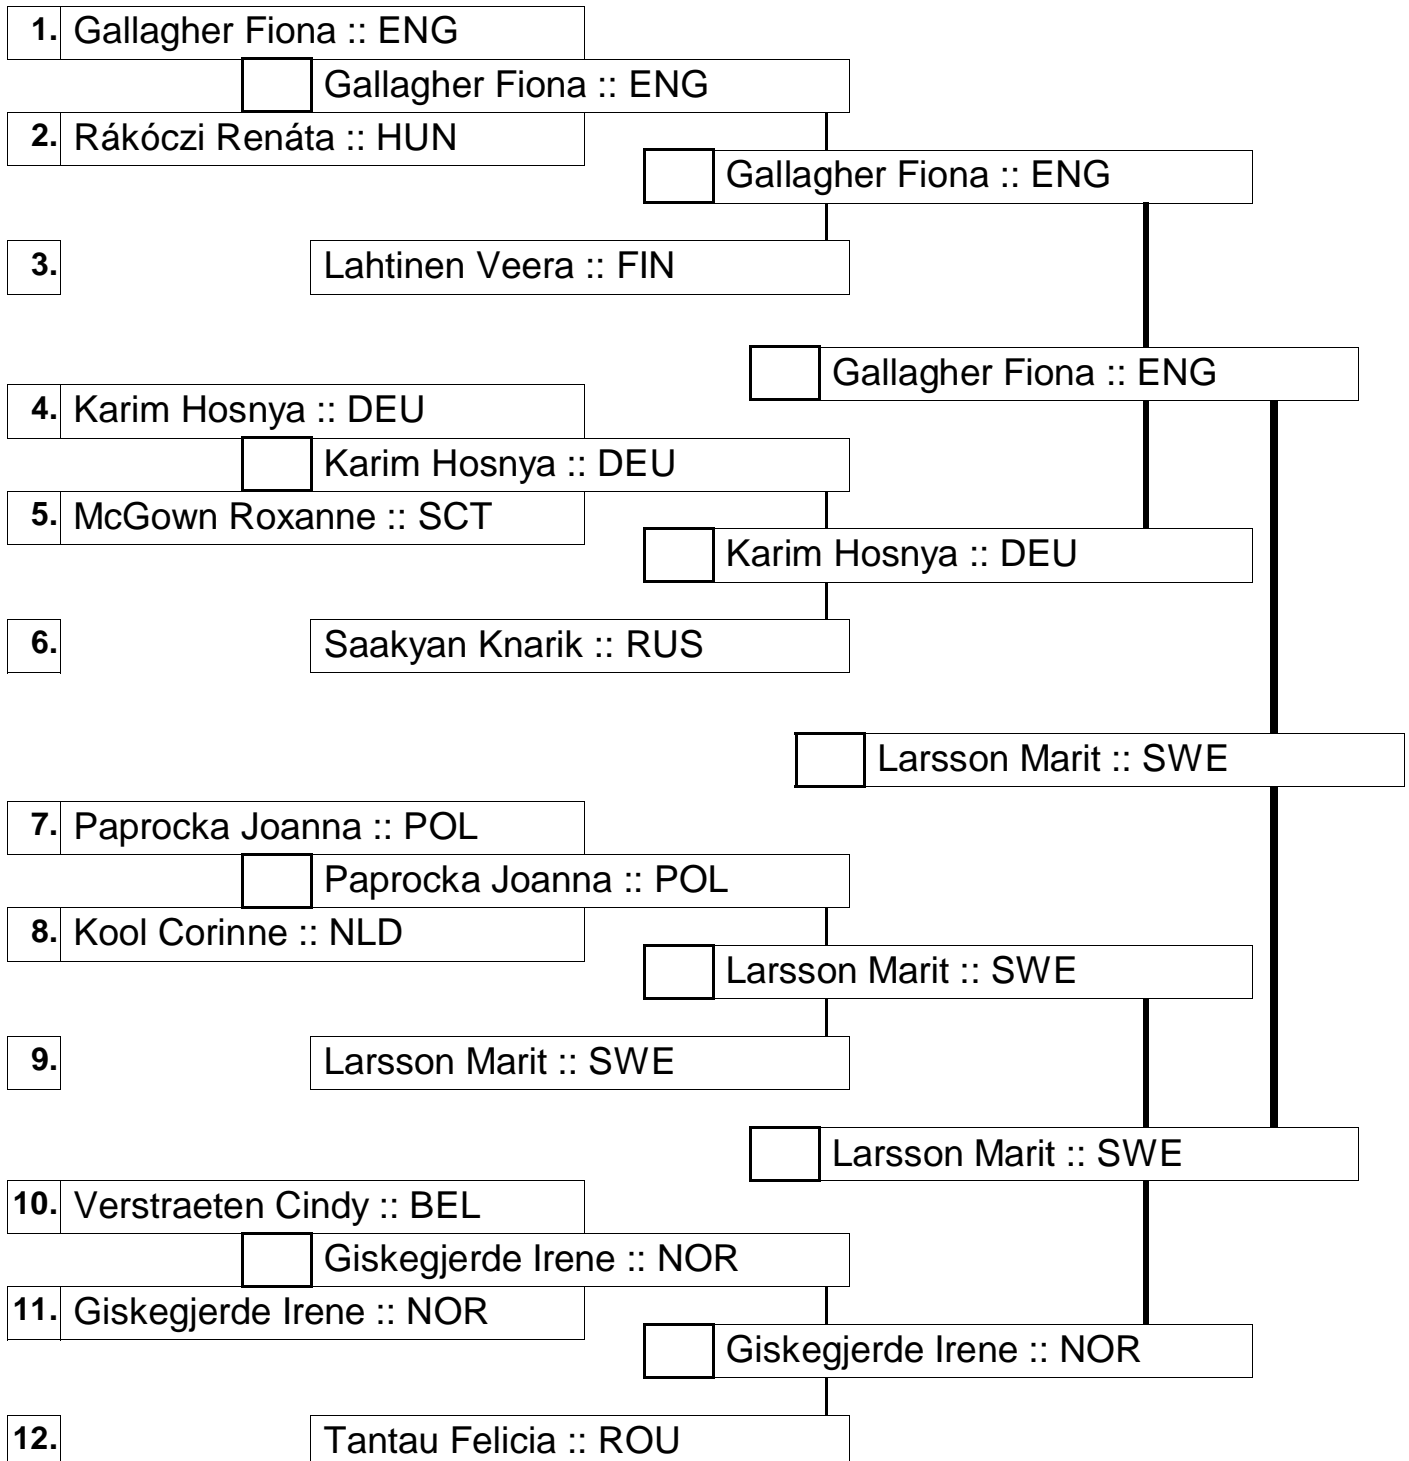 1. Gallagher Fiona :: ENG
Gallagher Fiona :: ENG
2. Rákóczi Renáta :: HUN
Gallagher Fiona :: ENG
3. Lahtinen Veera :: FIN
Gallagher Fiona :: ENG
4. Karim Hosnya :: DEU
Karim Hosnya :: DEU
5. McGown Roxanne :: SCT
Karim Hosnya :: DEU
6. Saakyan Knarik :: RUS
Larsson Marit :: SWE
7. Paprocka Joanna :: POL
Paprocka Joanna :: POL
8. Kool Corinne :: NLD
Larsson Marit :: SWE
9. Larsson Marit :: SWE
Larsson Marit :: SWE
10. Verstraeten Cindy :: BEL
Giskegjerde Irene :: NOR
11. Giskegjerde Irene :: NOR
Giskegjerde Irene :: NOR
12. Tantau Felicia :: ROU